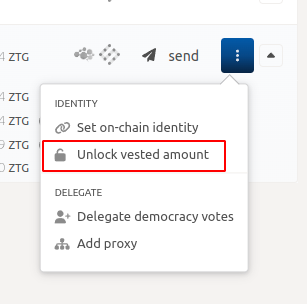 4 ZTG send
ZTG
IDENTITY
4 ZTG
Set on-chain identity
9 ZTG
Unlock vested amount
0 ZTG
DELEGATE
Delegate democracy votes
Add proxy